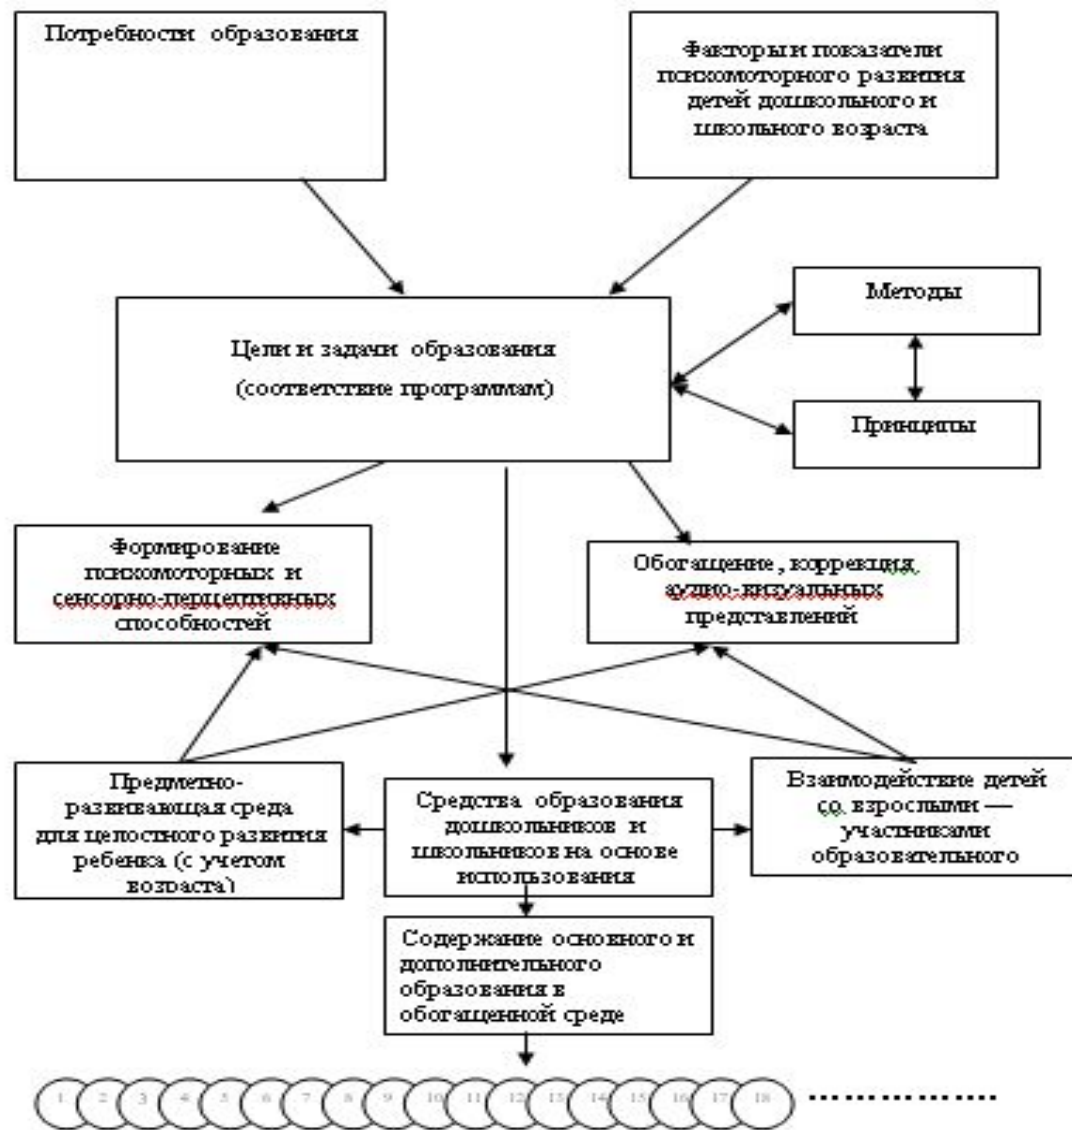 Потребности образования
Факторы и показатели
психомоторного развития
детей дошкольного и
школьного возраста
Методы
Цели и задачи образования
(соответствие программам)
Принципы
Формирование
психомоторных и
сенсорно-перцептивных
способностей
Обогащение, коррекция
аудио-визуальных
представлений
Предметно-
развивающая среда
для целостного развития
ребенка (с учетом
возраста)
Средства образования
дошкольников и
школьников на основе
использования
Взаимодействие детей
со взрослыми —
участниками
образовательного
Содержание основного и
дополнительного
образования в
обогащенной среде
1 2 3 4 5 6 7 8 9 10 11 12 13 14 15 16 17 18